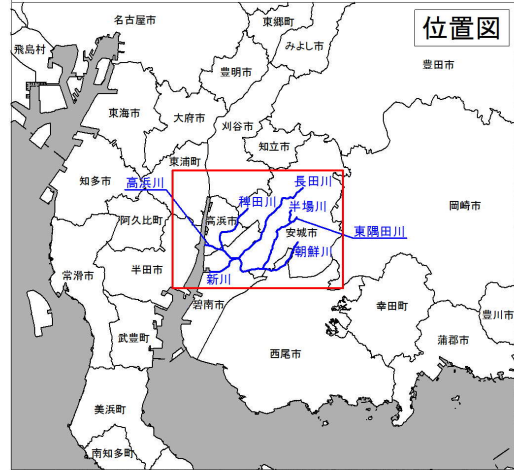 位置図
名古屋市
東郷町
飛島村
みよし市
豊明市
豊田市
東海市
大府市
刈谷市
知立市
東浦町
知多市
高浜川
長田川
稗田川
半場川
岡崎市
阿久比町
高浜市
安城市
東隅田川
朝鮮川
半田市
常滑市
新川
碧南市
幸田町
豊川市
武豊町
蒲郡市
西尾市
美浜町
南知多町